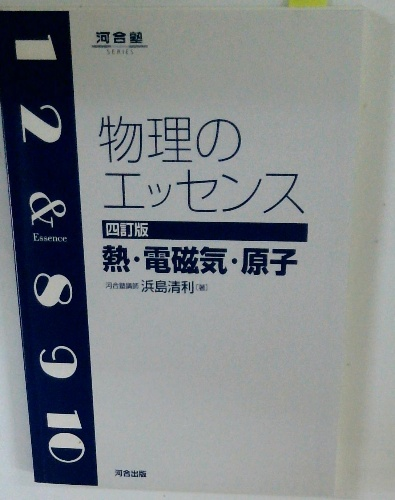 河合塾
SERIES
物理の
エッセンス
四訂版
熱・電磁気・原子
河合塾講師 浜島清利〔著〕
河合出版
1
2
&
Essence
8
9
10